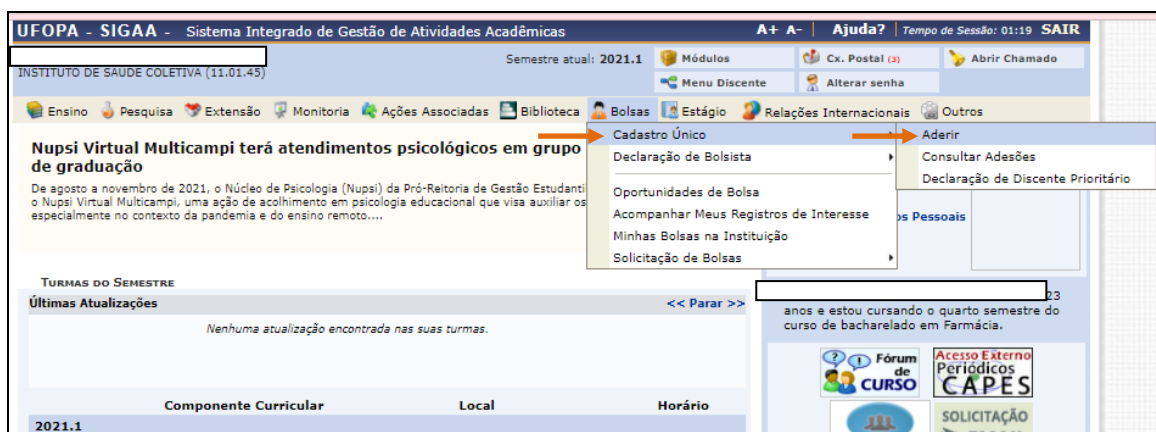 UFOPA - SIGAA - Sistema Integrado de Gestão de Atividades Acadêmicas A+ A- | Ajuda? | Tempo de Sessão: 01:19 SAIR
INSTITUTO DE SAUDE COLETIVA (11.01.45)
Semestre atual: 2021.1
Módulos
Cx. Postal (3)
Abrir Chamado
Menu Discente
Alterar senha
Ensino Pesquisa Extensão Monitoria Ações Associadas Biblioteca Bolsas Estágio Relações Internacionais Outros
Cadastro Único
Declaração de Bolsista
Oportunidades de Bolsa
Acompanhar Meus Registros de Interesse
Minhas Bolsas na Instituição
Solicitação de Bolsas
Aderir
Consultar Adesões
Declaração de Discente Prioritário
Nupsi Virtual Multicampi terá atendimentos psicológicos em grupo
de graduação
De agosto a novembro de 2021, o Núcleo de Psicologia (Nupsi) da Pró-Reitoria de Gestão Estudanti
o Nupsi Virtual Multicampi, uma ação de acolhimento em psicologia educacional que visa auxiliar os
especialmente no contexto da pandemia e do ensino remoto....
Pessoais
TURMAS DO SEMESTRE
Últimas Atualizações << Parar >>
Nenhuma atualização encontrada nas suas turmas.
Componente Curricular Local Horário
2021.1
23
anos e estou cursando o quarto semestre do
curso de bacharelado em Farmácia.
Fórum
de
CURSO
Acesso Externo
Periódicos
CAPES
SOLICITAÇÃO